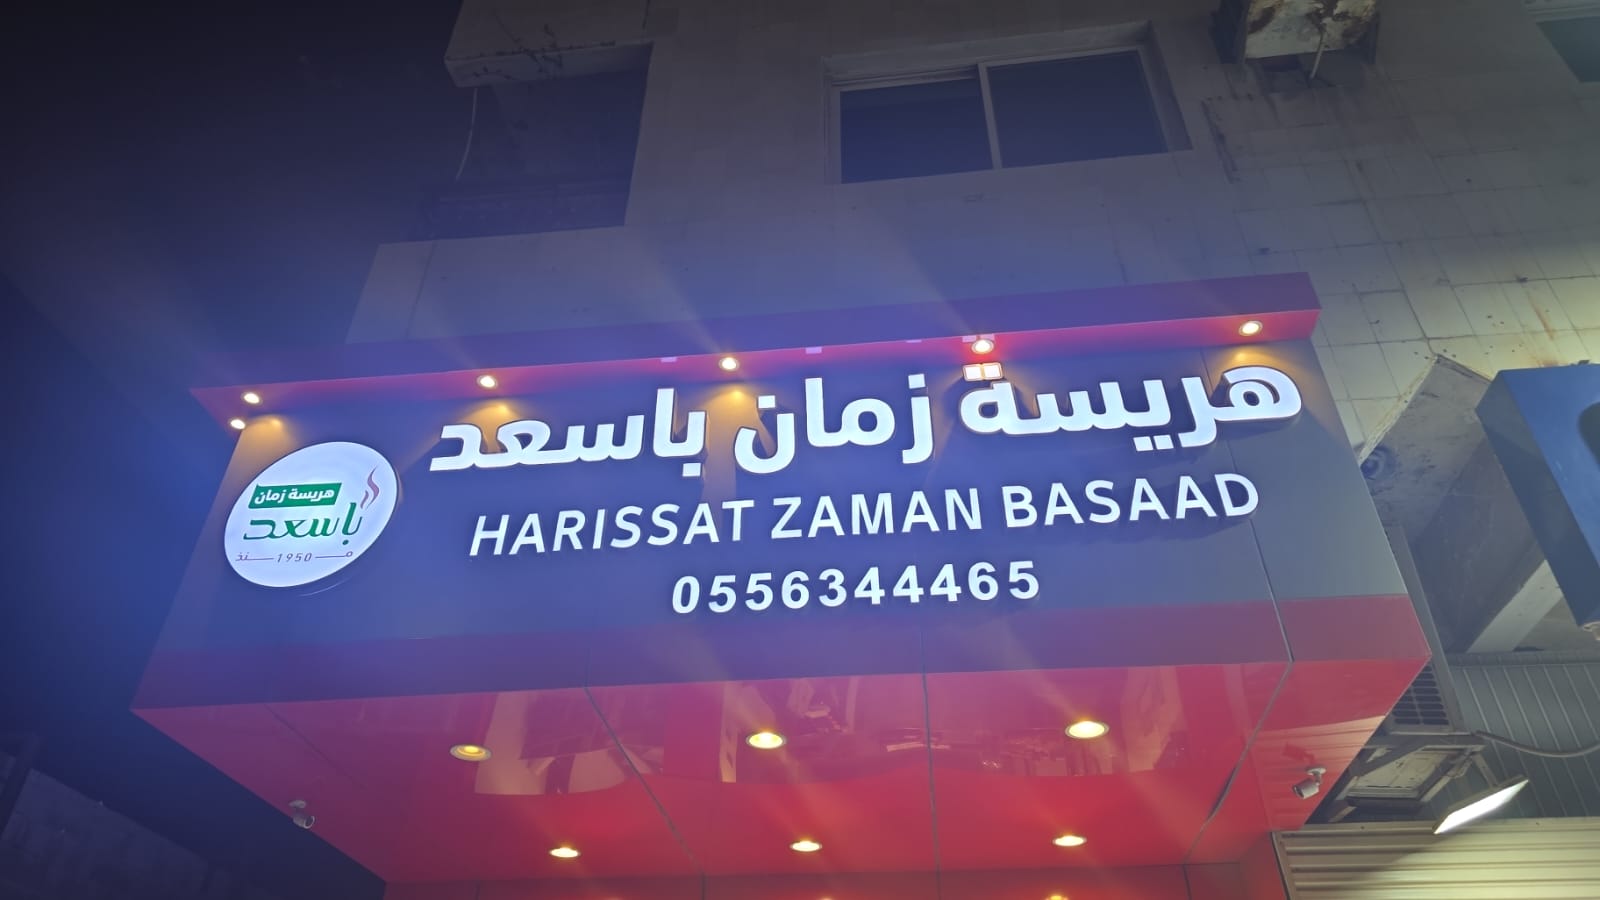 هريسة زمان باسعد
HARISSAT ZAMAN BASAAD
0556344465
هريسة زمان
باسعد
منذ 1950